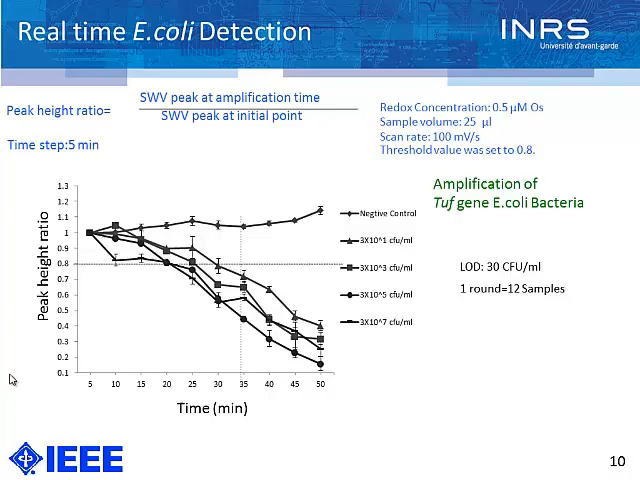 Real time E.coli Detection
INRS
Université d'avant-garde
Peak height ratio=
SWV peak at amplification time
SWV peak at initial point
Time step:5 min
Redox Concentration: 0.5 µM Os
Sample volume: 25 µl
Scan rate: 100 mV/s
Threshold value was set to 0.8.
Amplification of
Tuf gene E.coli Bacteria
LOD: 30 CFU/ml
1 round=12 Samples
Peak height ratio
1.3
1.2
1.1
1
0.9
0.8
0.7
0.6
0.5
0.4
0.3
0.2
0.1
5 10 15 20 25 30 35 40 45 50
Time (min)
Negtive Control
3X10^1 cfu/ml
3X10^3 cfu/ml
3X10^5 cfu/ml
3X10^7 cfu/ml
IEEE
10